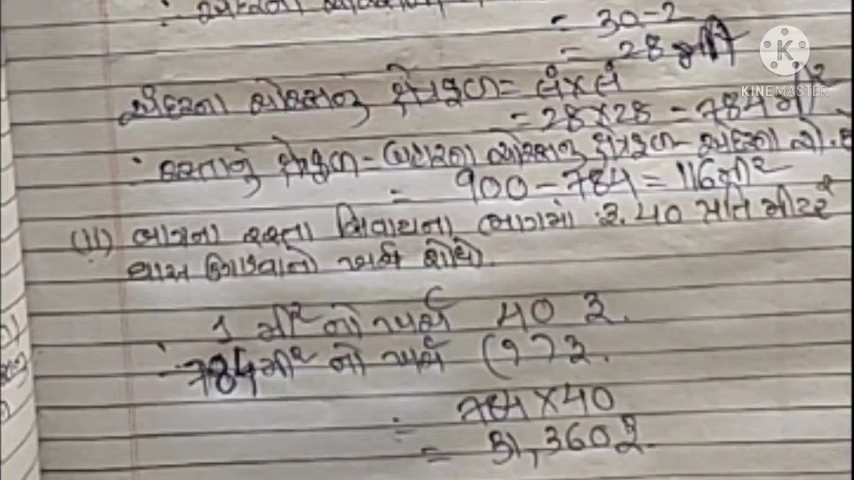 = 30-2
= 28 મી
અંદરના ચોરસનું ક્ષેત્રફળ = લં × લં
= 28×28 = 784 મી²
∴ રસ્તાનું ક્ષેત્રફળ = બહારના ચોરસનું ક્ષેત્રફળ - અંદરના ચો.
= 900 - 784 = 116 મી²
(ii) બાગના રસ્તા સિવાયના ભાગમાં રૂ. 40 પ્રતિ મીટર²
ઘાસ ઉગાડવાનો ખર્ચ શોધો.
1 મી² નો ખર્ચ 40 રૂ.
∴ 784 મી² નો ખર્ચ (??) રૂ.
= 784 × 40
= 31,360 રૂ.
KINEMASTER